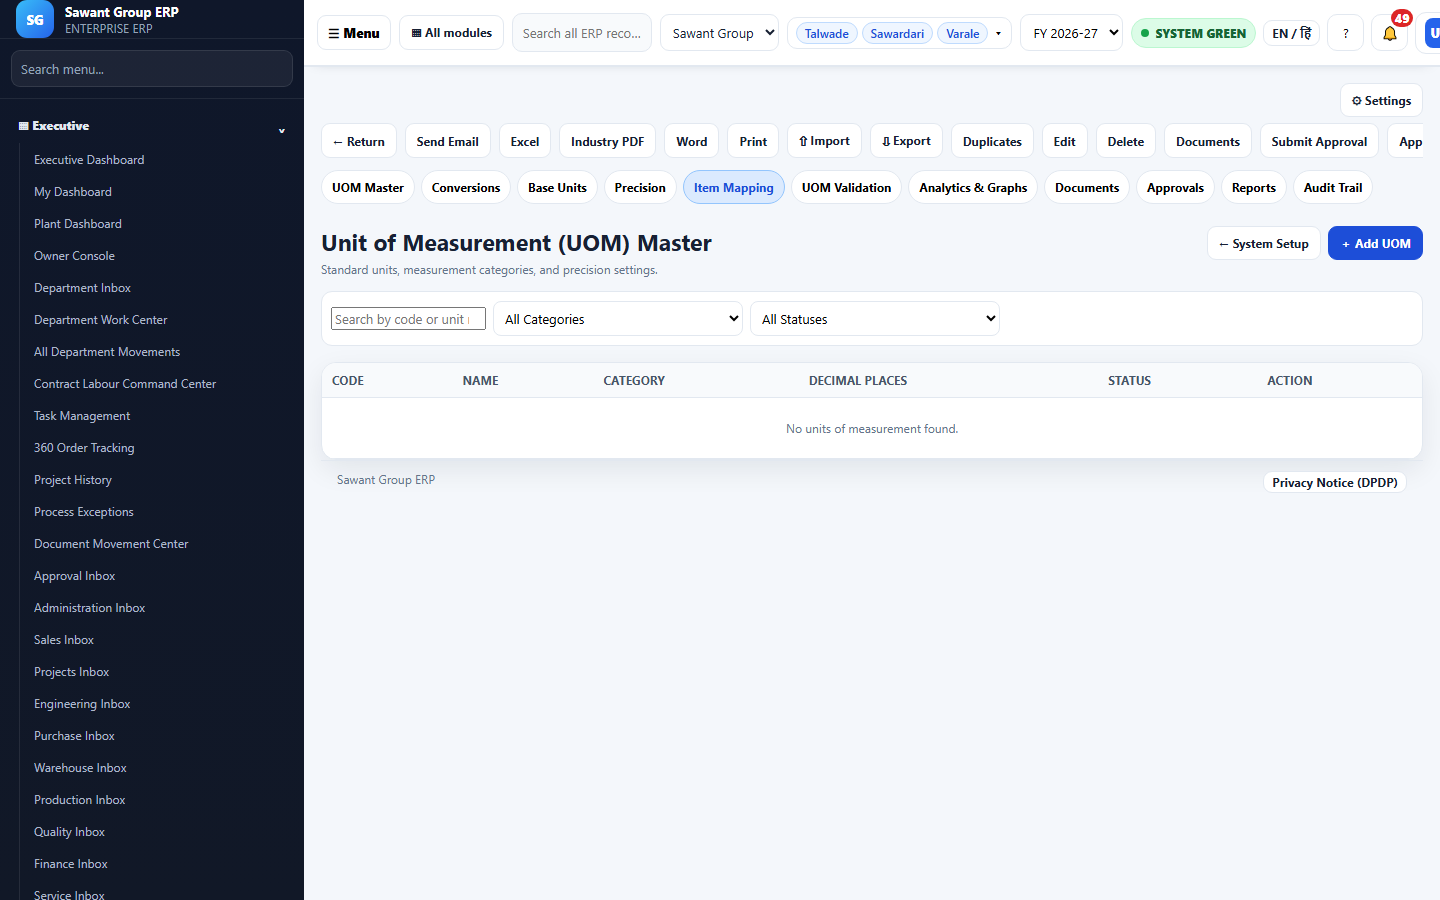 SG
Sawant Group ERP
ENTERPRISE ERP
Search menu...
Executive
Executive Dashboard
My Dashboard
Plant Dashboard
Owner Console
Department Inbox
Department Work Center
All Department Movements
Contract Labour Command Center
Task Management
360 Order Tracking
Project History
Process Exceptions
Document Movement Center
Approval Inbox
Administration Inbox
Sales Inbox
Projects Inbox
Engineering Inbox
Purchase Inbox
Warehouse Inbox
Production Inbox
Quality Inbox
Finance Inbox
Service Inbox
☰ Menu
All modules
Search all ERP reco...
Sawant Group
Talwade
Sawardari
Varale
FY 2026-27
SYSTEM GREEN
EN / हिं
?
49
U
⚙ Settings
← Return
Send Email
Excel
Industry PDF
Word
Print
⇧ Import
⇩ Export
Duplicates
Edit
Delete
Documents
Submit Approval
App
UOM Master
Conversions
Base Units
Precision
Item Mapping
UOM Validation
Analytics & Graphs
Documents
Approvals
Reports
Audit Trail
Unit of Measurement (UOM) Master
Standard units, measurement categories, and precision settings.
← System Setup
+ Add UOM
Search by code or unit
All Categories
All Statuses
CODE NAME CATEGORY DECIMAL PLACES STATUS ACTION
No units of measurement found.
Sawant Group ERP
Privacy Notice (DPDP)